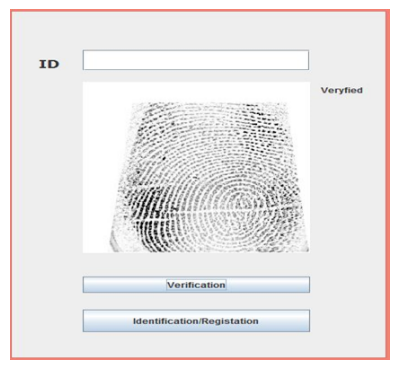 ID
Veryfied
Verification
Identification/Registation